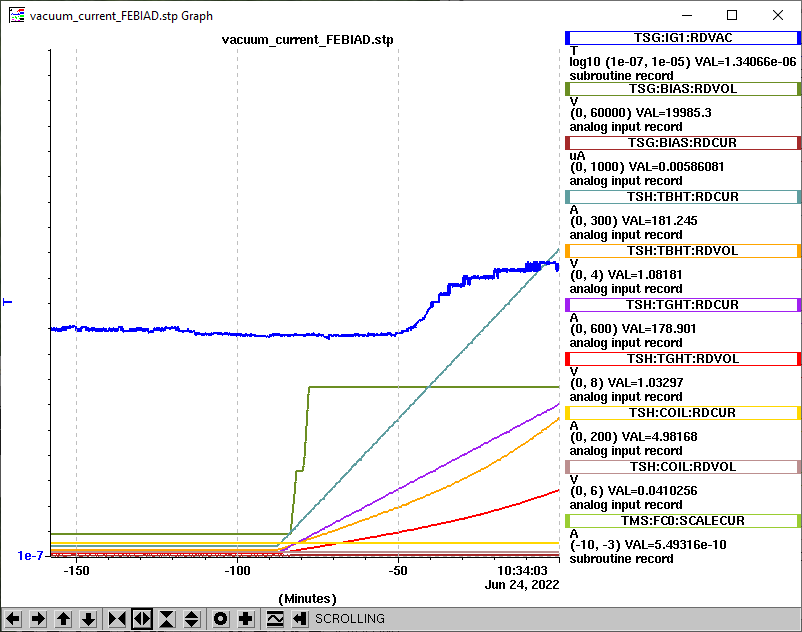 vacuum_current_FEBIAD.stp Graph
vacuum_current_FEBIAD.stp
T
1e-7
-150
-100
-50
10:34:03
Jun 24, 2022
(Minutes)
TSG:IG1:RDVAC
T
log10 (1e-07, 1e-05) VAL=1.34066e-06
subroutine record
TSG:BIAS:RDVOL
V
(0, 60000) VAL=19985.3
analog input record
TSG:BIAS:RDCUR
uA
(0, 1000) VAL=0.00586081
analog input record
TSH:TBHT:RDCUR
A
(0, 300) VAL=181.245
analog input record
TSH:TBHT:RDVOL
V
(0, 4) VAL=1.08181
analog input record
TSH:TGHT:RDCUR
A
(0, 600) VAL=178.901
analog input record
TSH:TGHT:RDVOL
V
(0, 8) VAL=1.03297
analog input record
TSH:COIL:RDCUR
A
(0, 200) VAL=4.98168
analog input record
TSH:COIL:RDVOL
V
(0, 6) VAL=0.0410256
analog input record
TMS:FC0:SCALECUR
A
(-10, -3) VAL=5.49316e-10
subroutine record
SCROLLING